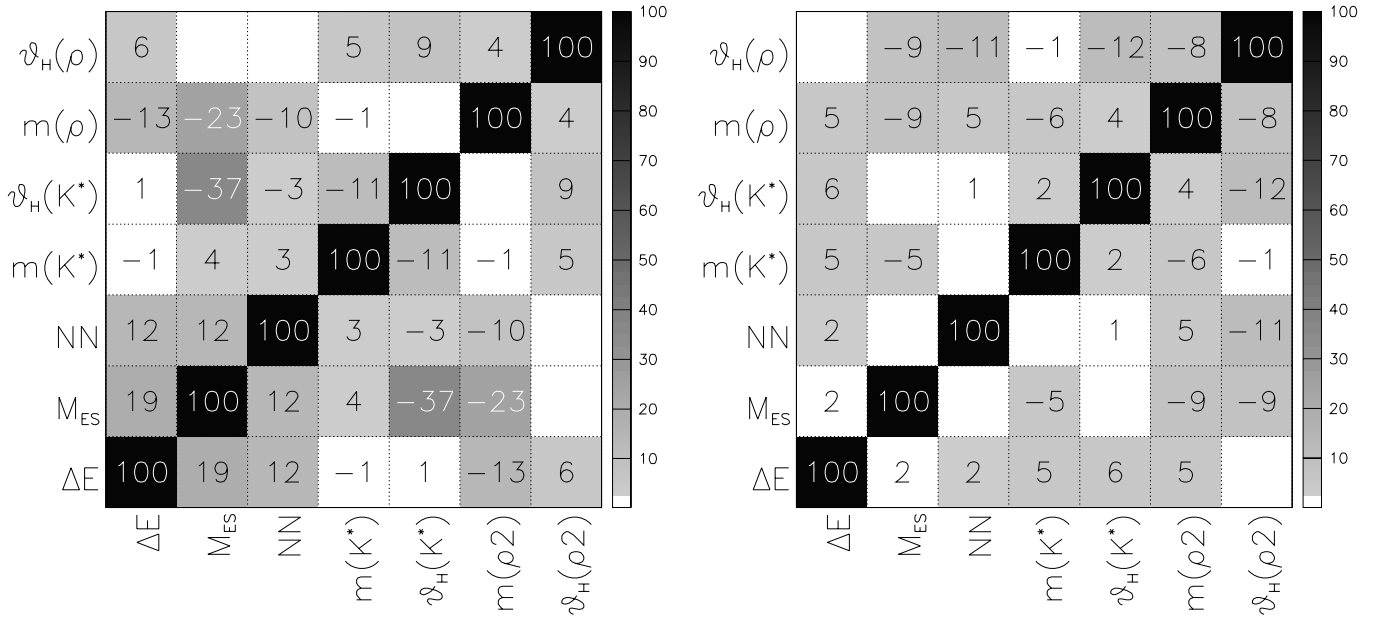 ϑH(ρ) 6 5 9 4 100
m(ρ) −13 −23 −10 −1 100 4
ϑH(K*) 1 −37 −3 −11 100 9
m(K*) −1 4 3 100 −11 −1 5
NN 12 12 100 3 −3 −10
MES 19 100 12 4 −37 −23
ΔE 100 19 12 −1 1 −13 6
ΔE MES NN m(K*) ϑH(K*) m(ρ2) ϑH(ρ2)
100
90
80
70
60
50
40
30
20
10
ϑH(ρ) −9 −11 −1 −12 −8 100
m(ρ) 5 −9 5 −6 4 100 −8
ϑH(K*) 6 1 2 100 4 −12
m(K*) 5 −5 100 2 −6 −1
NN 2 100 1 5 −11
MES 2 100 −5 −9 −9
ΔE 100 2 2 5 6 5
ΔE MES NN m(K*) ϑH(K*) m(ρ2) ϑH(ρ2)
100
90
80
70
60
50
40
30
20
10